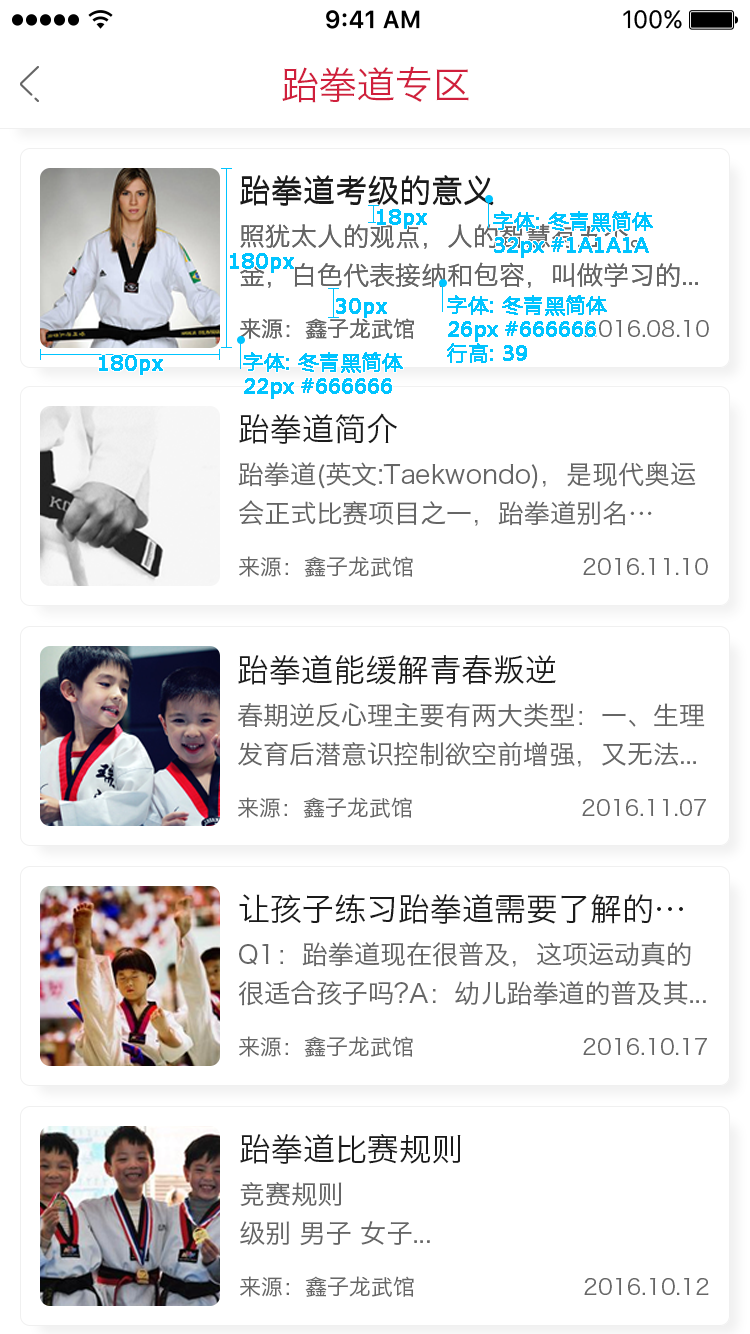 9:41 AM
100%
跆拳道专区
跆拳道考级的意义
18px
字体: 冬青黑简体
32px #1A1A1A
照犹太人的观点，人的智慧有五个。
180px
金，白色代表接纳和包容，叫做学习的...
30px
字体: 冬青黑简体
26px #666666
行高: 39
来源：鑫子龙武馆
2016.08.10
180px
字体: 冬青黑简体
22px #666666
跆拳道简介
跆拳道(英文:Taekwondo)，是现代奥运
会正式比赛项目之一，跆拳道别名…
来源：鑫子龙武馆
2016.11.10
跆拳道能缓解青春叛逆
春期逆反心理主要有两大类型：一、生理
发育后潜意识控制欲空前增强，又无法...
来源：鑫子龙武馆
2016.11.07
让孩子练习跆拳道需要了解的…
Q1：跆拳道现在很普及，这项运动真的
很适合孩子吗?A：幼儿跆拳道的普及其...
来源：鑫子龙武馆
2016.10.17
跆拳道比赛规则
竞赛规则
级别 男子 女子...
来源：鑫子龙武馆
2016.10.12